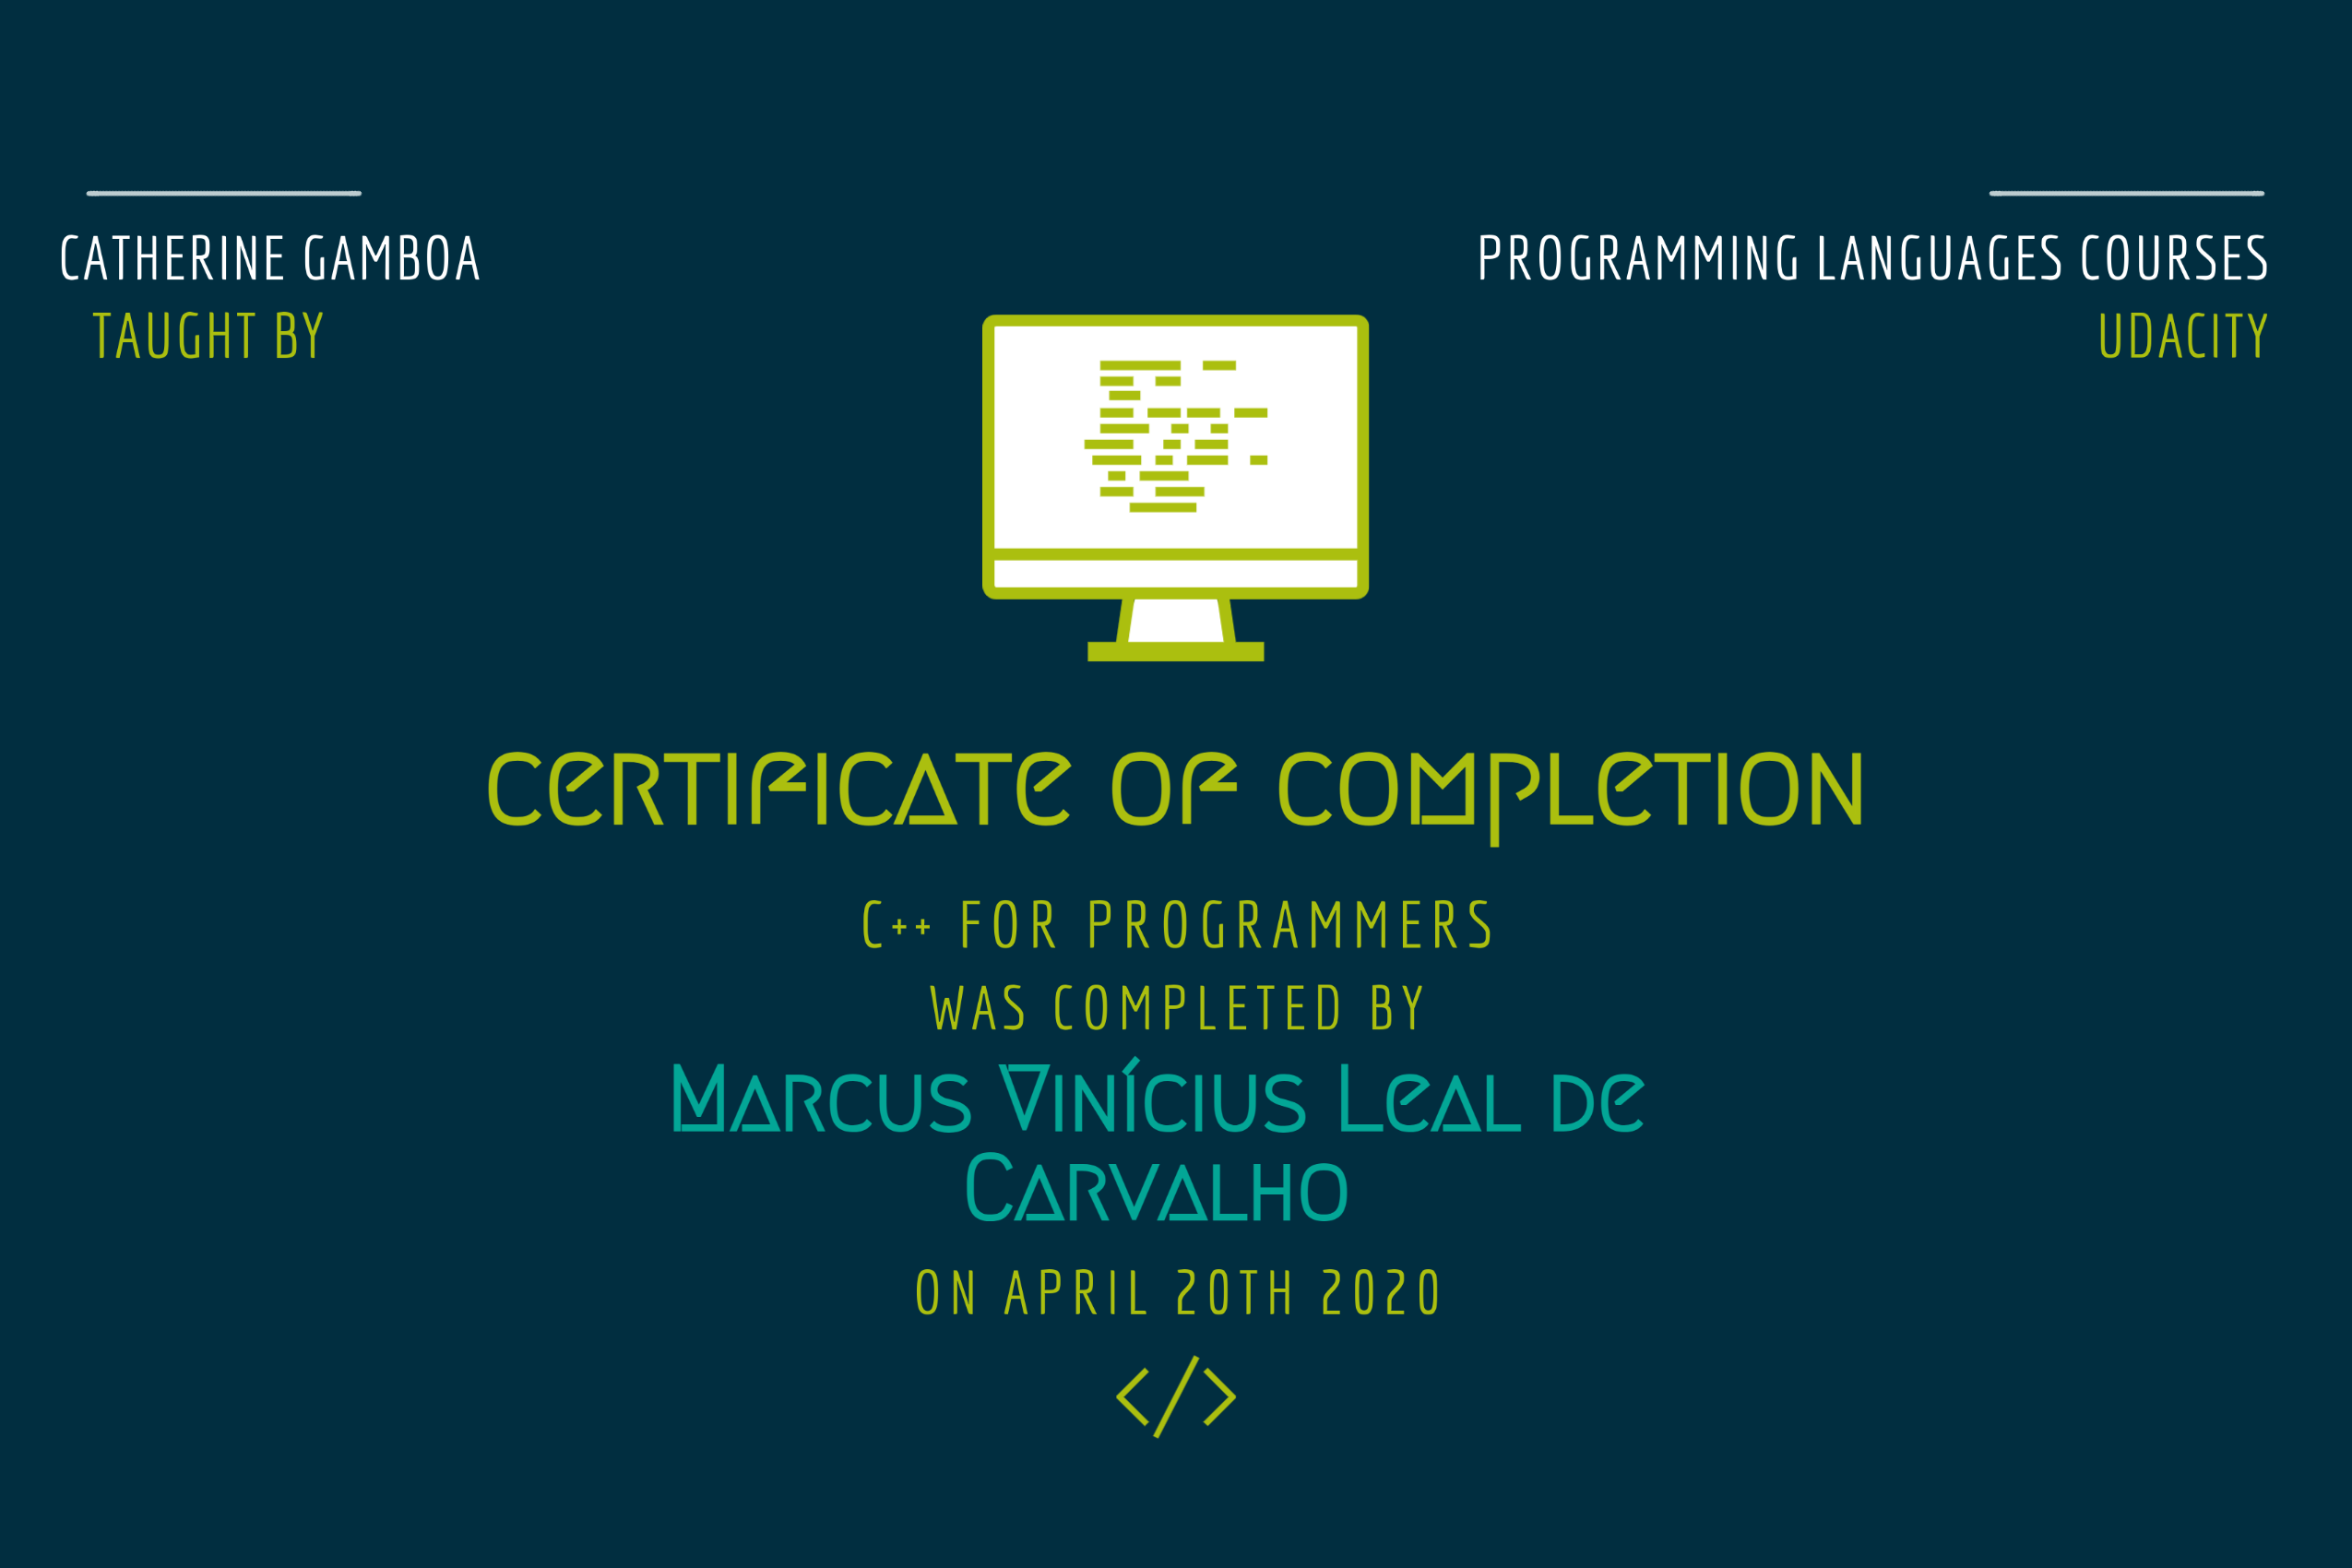 CATHERINE GAMBOA
TAUGHT BY
PROGRAMMING LANGUAGES COURSES
UDACITY
CERTIFICATE OF COMPLETION
C++ FOR PROGRAMMERS
WAS COMPLETED BY
Marcus Vinícius Leal de
Carvalho
ON APRIL 20TH 2020
</>